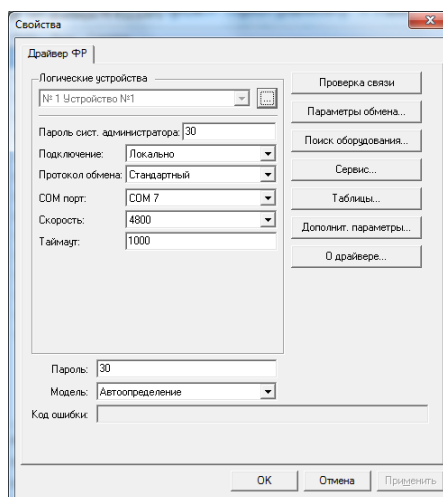 Свойства
Драйвер ФР
Логические устройства
№ 1 Устройство №1
...
Пароль сист. администратора: 30
Подключение: Локально
Протокол обмена: Стандартный
COM порт: COM 7
Скорость: 4800
Таймаут: 1000
Проверка связи
Параметры обмена...
Поиск оборудования...
Сервис...
Таблицы...
Дополнит. параметры...
О драйвере...
Пароль: 30
Модель: Автоопределение
Код ошибки:
OK Отмена Применить